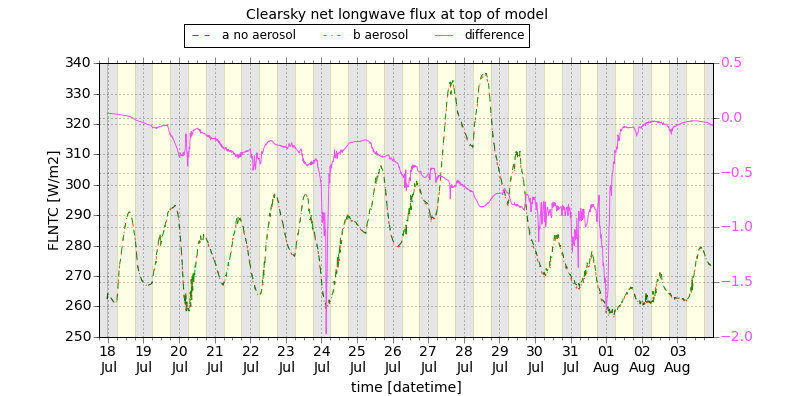 Clearsky net longwave flux at top of model
a no aerosol b aerosol difference
340
330
320
310
300
290
280
270
260
250
FLNTC [W/m2]
0.5
0.0
−0.5
−1.0
−1.5
−2.0
18 19 20 21 22 23 24 25 26 27 28 29 30 31 01 02 03
Jul Jul Jul Jul Jul Jul Jul Jul Jul Jul Jul Jul Jul Jul Aug Aug Aug
time [datetime]